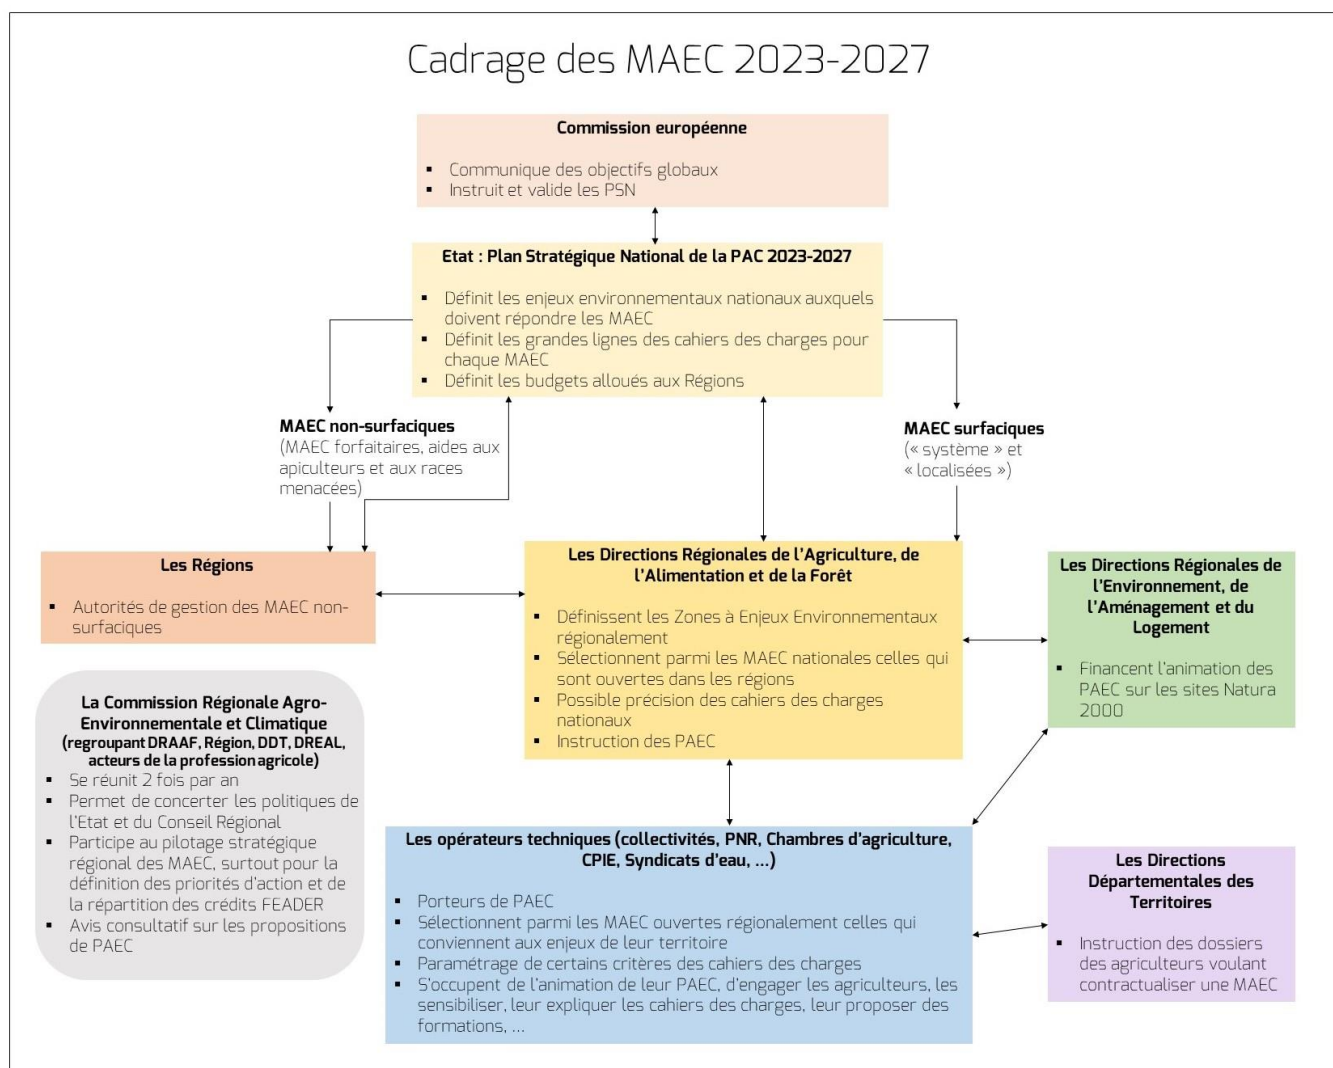 Cadrage des MAEC 2023-2027
Commission européenne
▪ Communique des objectifs globaux
▪ Instruit et valide les PSN
Etat : Plan Stratégique National de la PAC 2023-2027
▪ Définit les enjeux environnementaux nationaux auxquels
doivent répondre les MAEC
▪ Définit les grandes lignes des cahiers des charges pour
chaque MAEC
▪ Définit les budgets alloués aux Régions
MAEC non-surfaciques
(MAEC forfaitaires, aides aux
apiculteurs et aux races
menacées)
MAEC surfaciques
(« système » et
« localisées »)
Les Régions
▪ Autorités de gestion des MAEC non-
surfaciques
Les Directions Régionales de l'Agriculture, de
l'Alimentation et de la Forêt
▪ Définissent les Zones à Enjeux Environnementaux
régionalement
▪ Sélectionnent parmi les MAEC nationales celles qui
sont ouvertes dans les régions
▪ Possible précision des cahiers des charges
nationaux
▪ Instruction des PAEC
Les Directions Régionales de
l'Environnement, de
l'Aménagement et du
Logement
▪ Financent l'animation des
PAEC sur les sites Natura
2000
La Commission Régionale Agro-
Environnementale et Climatique
(regroupant DRAAF, Région, DDT, DREAL,
acteurs de la profession agricole)
▪ Se réunit 2 fois par an
▪ Permet de concerter les politiques de
l'Etat et du Conseil Régional
▪ Participe au pilotage stratégique
régional des MAEC, surtout pour la
définition des priorités d'action et de
la répartition des crédits FEADER
▪ Avis consultatif sur les propositions
de PAEC
Les opérateurs techniques (collectivités, PNR, Chambres d'agriculture,
CPIE, Syndicats d'eau, ...)
▪ Porteurs de PAEC
▪ Sélectionnent parmi les MAEC ouvertes régionalement celles qui
conviennent aux enjeux de leur territoire
▪ Paramétrage de certains critères des cahiers des charges
▪ S'occupent de l'animation de leur PAEC, d'engager les agriculteurs, les
sensibiliser, leur expliquer les cahiers des charges, leur proposer des
formations, ...
Les Directions
Départementales des
Territoires
▪ Instruction des dossiers
des agriculteurs voulant
contractualiser une MAEC